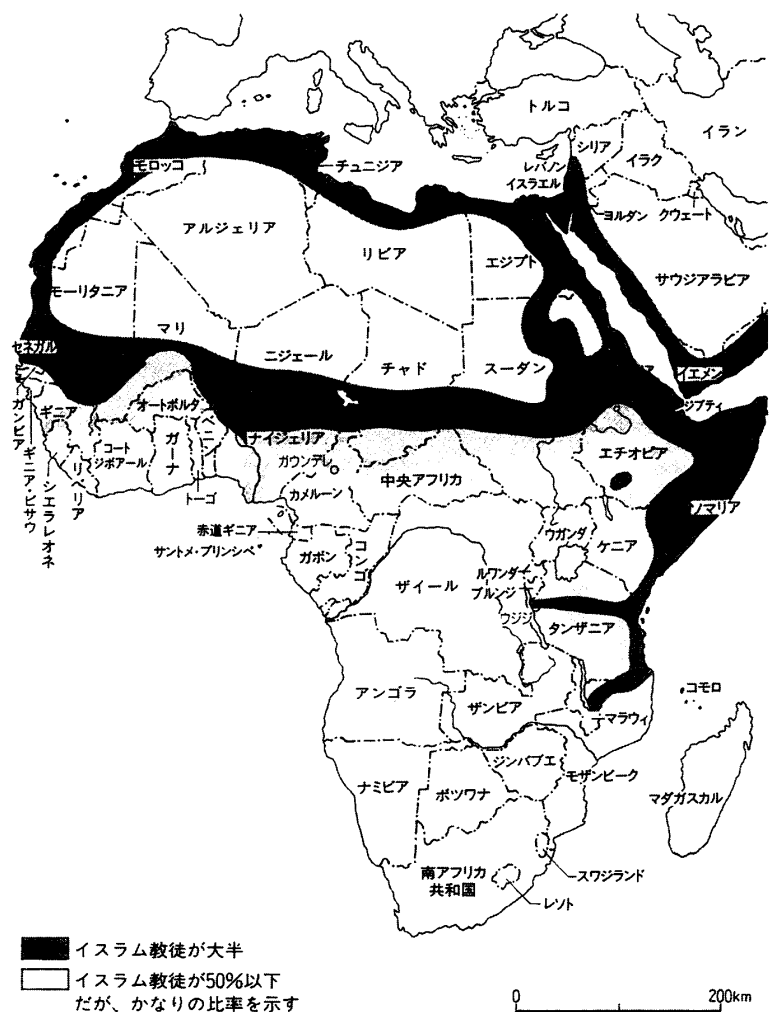 トルコ
イラン
シリア
イラク
レバノン
イスラエル
ヨルダン
クウェート
モロッコ
チュニジア
アルジェリア
リビア
エジプト
サウジアラビア
モーリタニア
マリ
ニジェール
チャド
スーダン
イエメン
ジブティ
セネガル
ガンビア
ギニア・ビサウ
ギニア
シエラレオネ
リベリア
コート
ジボアール
オートボルタ
ガーナ
トーゴ
ベニン
ナイジェリア
ガウンデレ
カメルーン
中央アフリカ
エチオピア
ソマリア
赤道ギニア
サントメ・プリンシペ
ガボン
コンゴ
ザイール
ウガンダ
ケニア
ルワンダ
ブルンジ
ウジジ
タンザニア
アンゴラ
ザンビア
マラウィ
コモロ
ナミビア
ボツワナ
ジンバブエ
モザンビーク
マダガスカル
南アフリカ
共和国
スワジランド
レソト
イスラム教徒が大半
イスラム教徒が50%以下
だが、かなりの比率を示す
0 200km